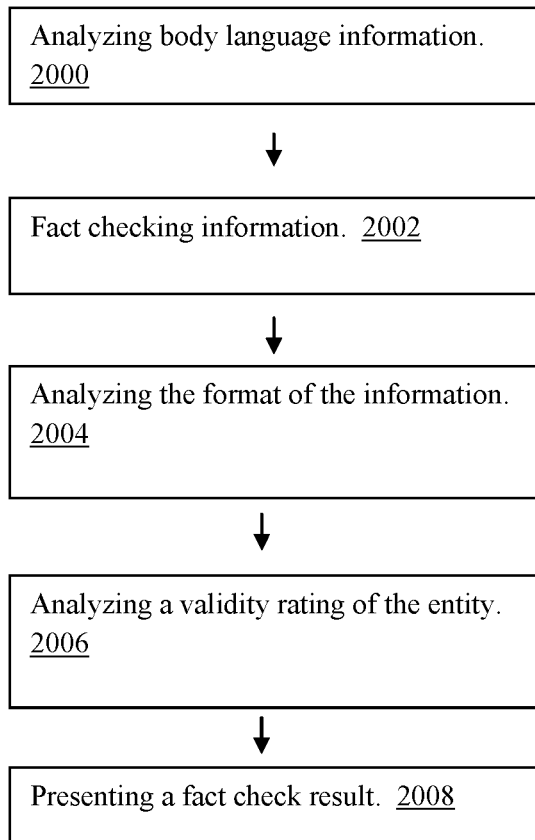 Analyzing body language information.
2000
Fact checking information. 2002
Analyzing the format of the information.
2004
Analyzing a validity rating of the entity.
2006
Presenting a fact check result. 2008